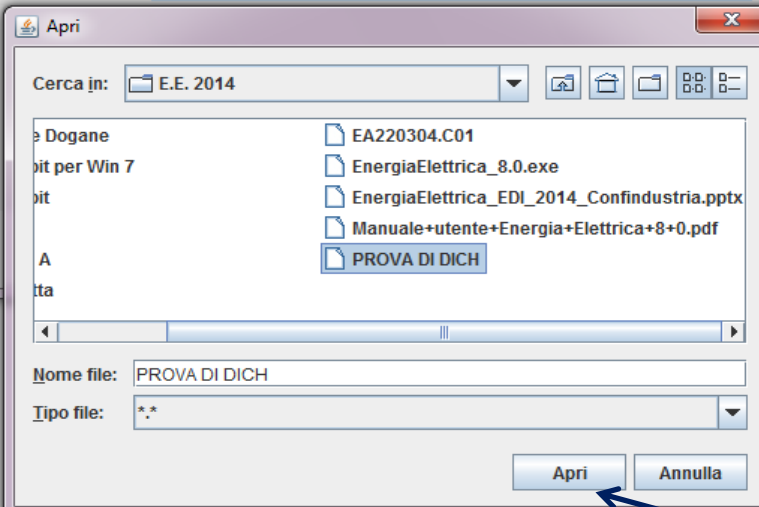 Apri
Cerca in: E.E. 2014
e Dogane
bit per Win 7
bit
A
tta
EA220304.C01
EnergiaElettrica_8.0.exe
EnergiaElettrica_EDI_2014_Confindustria.pptx
Manuale+utente+Energia+Elettrica+8+0.pdf
PROVA DI DICH
Nome file: PROVA DI DICH
Tipo file: *.*
Apri Annulla